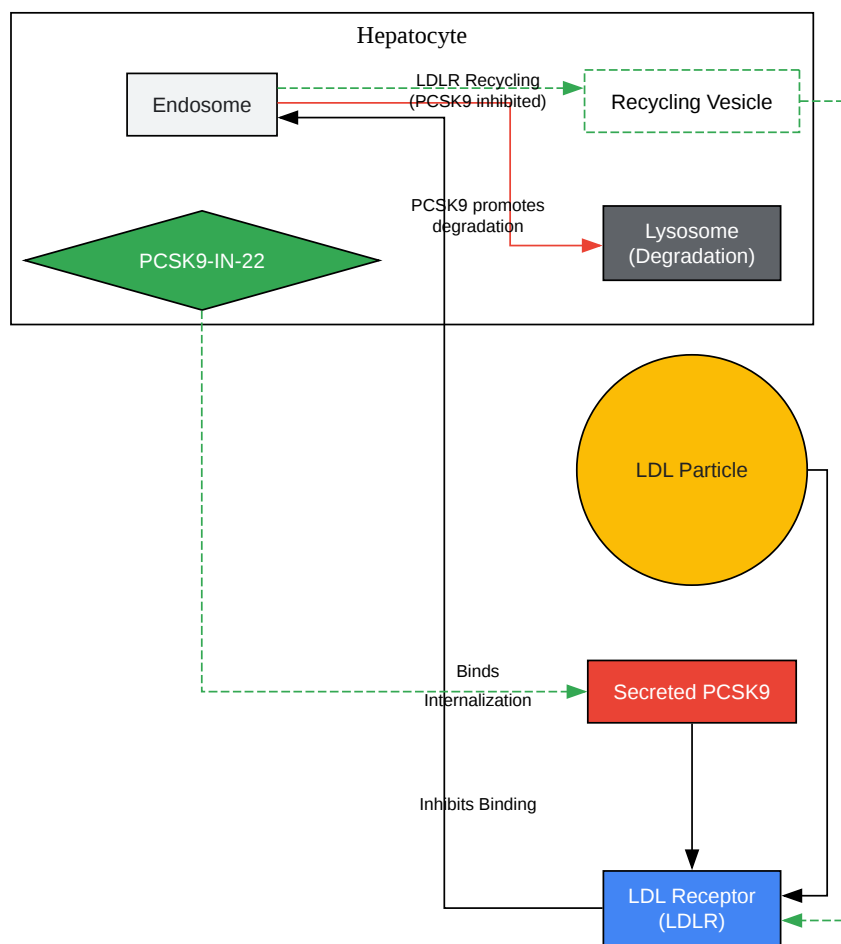 Hepatocyte
Endosome
LDLR Recycling
(PCSK9 inhibited)
Recycling Vesicle
PCSK9 promotes
degradation
Lysosome
(Degradation)
PCSK9-IN-22
LDL Particle
Binds
Internalization
Secreted PCSK9
Inhibits Binding
LDL Receptor
(LDLR)